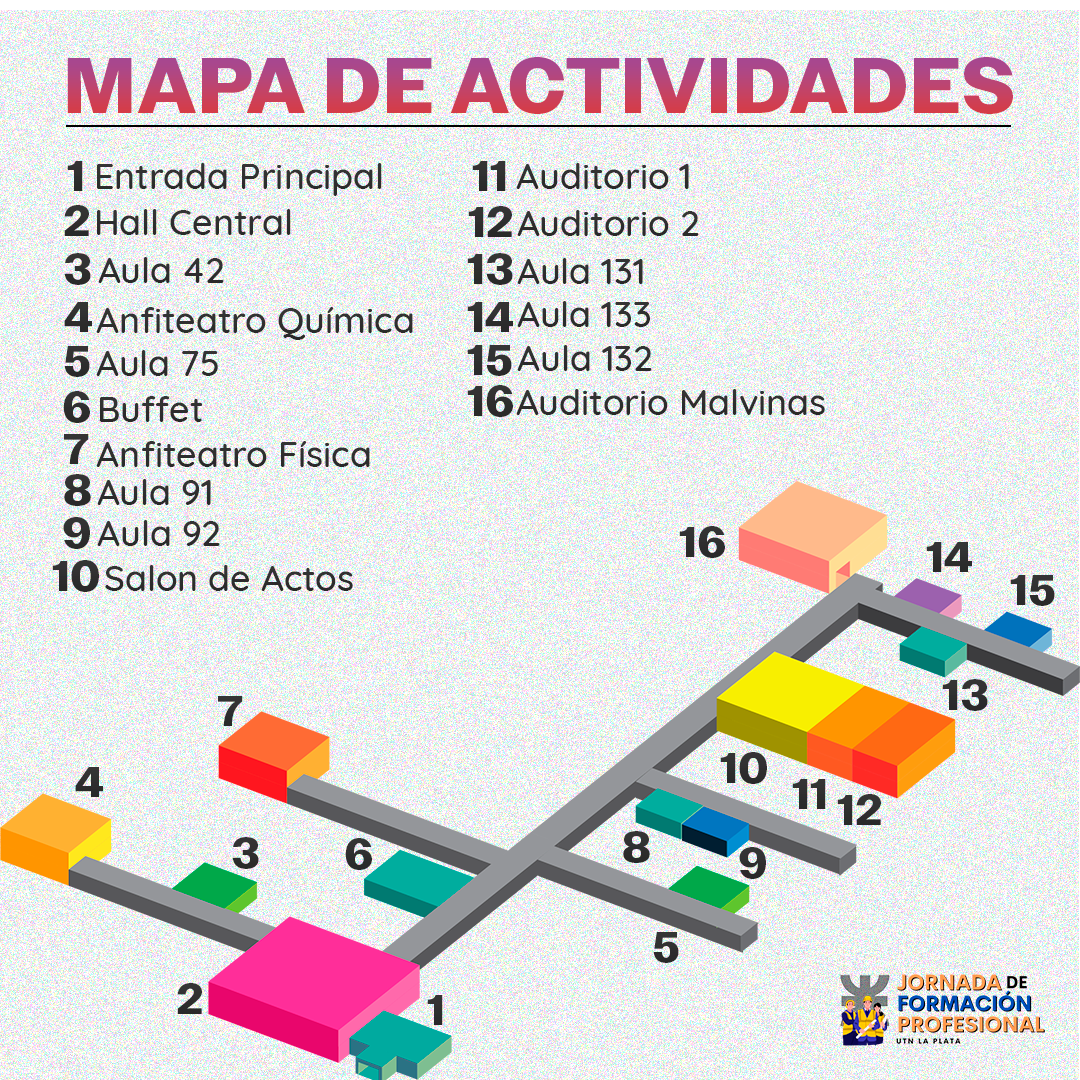 MAPA DE ACTIVIDADES
1 Entrada Principal
2 Hall Central
3 Aula 42
4 Anfiteatro Química
5 Aula 75
6 Buffet
7 Anfiteatro Física
8 Aula 91
9 Aula 92
10 Salon de Actos
11 Auditorio 1
12 Auditorio 2
13 Aula 131
14 Aula 133
15 Aula 132
16 Auditorio Malvinas
16
14
15
13
7
10
11
12
4
3
6
8
9
5
2
1
JORNADA DE
FORMACIÓN
PROFESIONAL
UTN LA PLATA